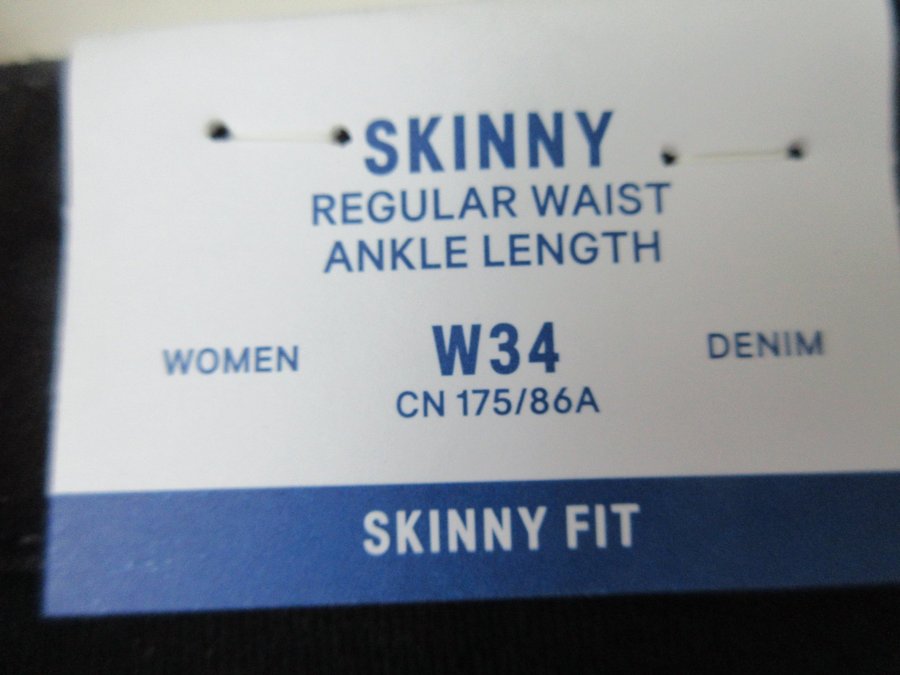 SKINNY
REGULAR WAIST
ANKLE LENGTH
WOMEN W34 DENIM
CN 175/86A
SKINNY FIT